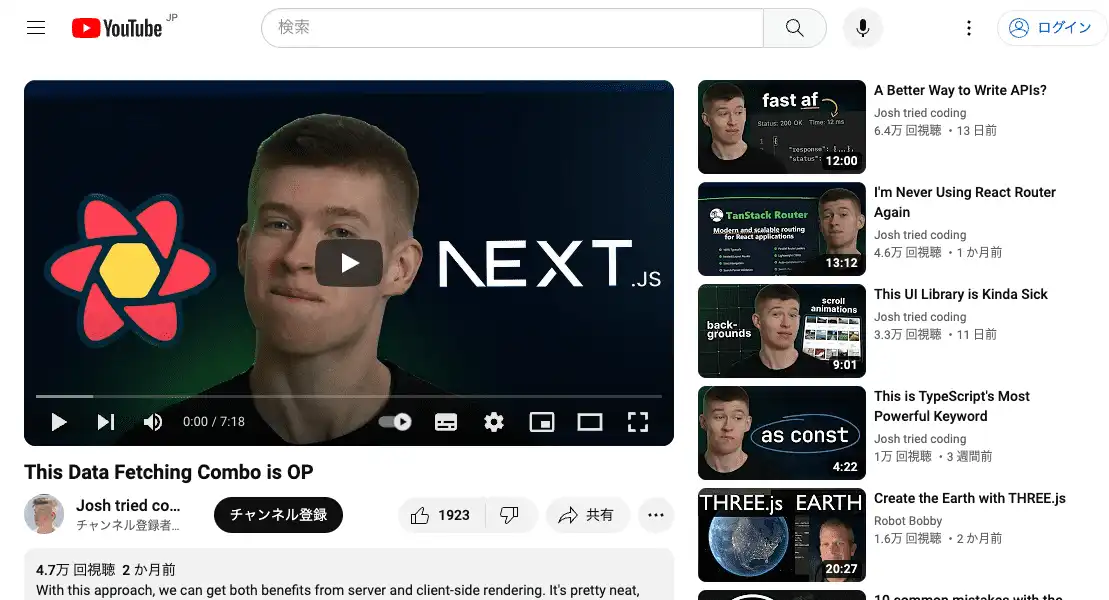 YouTube JP
検索
ログイン
NEXT.JS
0:00 / 7:18
This Data Fetching Combo is OP
Josh tried co...
チャンネル登録者...
チャンネル登録
1923
共有
4.7万 回視聴 2 か月前
With this approach, we can get both benefits from server and client-side rendering. It's pretty neat,
fast af
Status: 200 OK Time: 12 ms
1 {
"response": {...},
"status":
12:00
A Better Way to Write APIs?
Josh tried coding
6.4万 回視聴 ・13 日前
TanStack Router
Modern and scalable routing
for React applications
13:12
I'm Never Using React Router
Again
Josh tried coding
4.6万 回視聴 ・1 か月前
scroll
animations
back-
grounds
9:01
This UI Library is Kinda Sick
Josh tried coding
3.3万 回視聴 ・11 日前
as const
4:22
This is TypeScript's Most
Powerful Keyword
Josh tried coding
1万 回視聴 ・3 週間前
THREE.js EARTH
20:27
Create the Earth with THREE.js
Robot Bobby
1.6万 回視聴 ・2 か月前
10 common mistakes with the